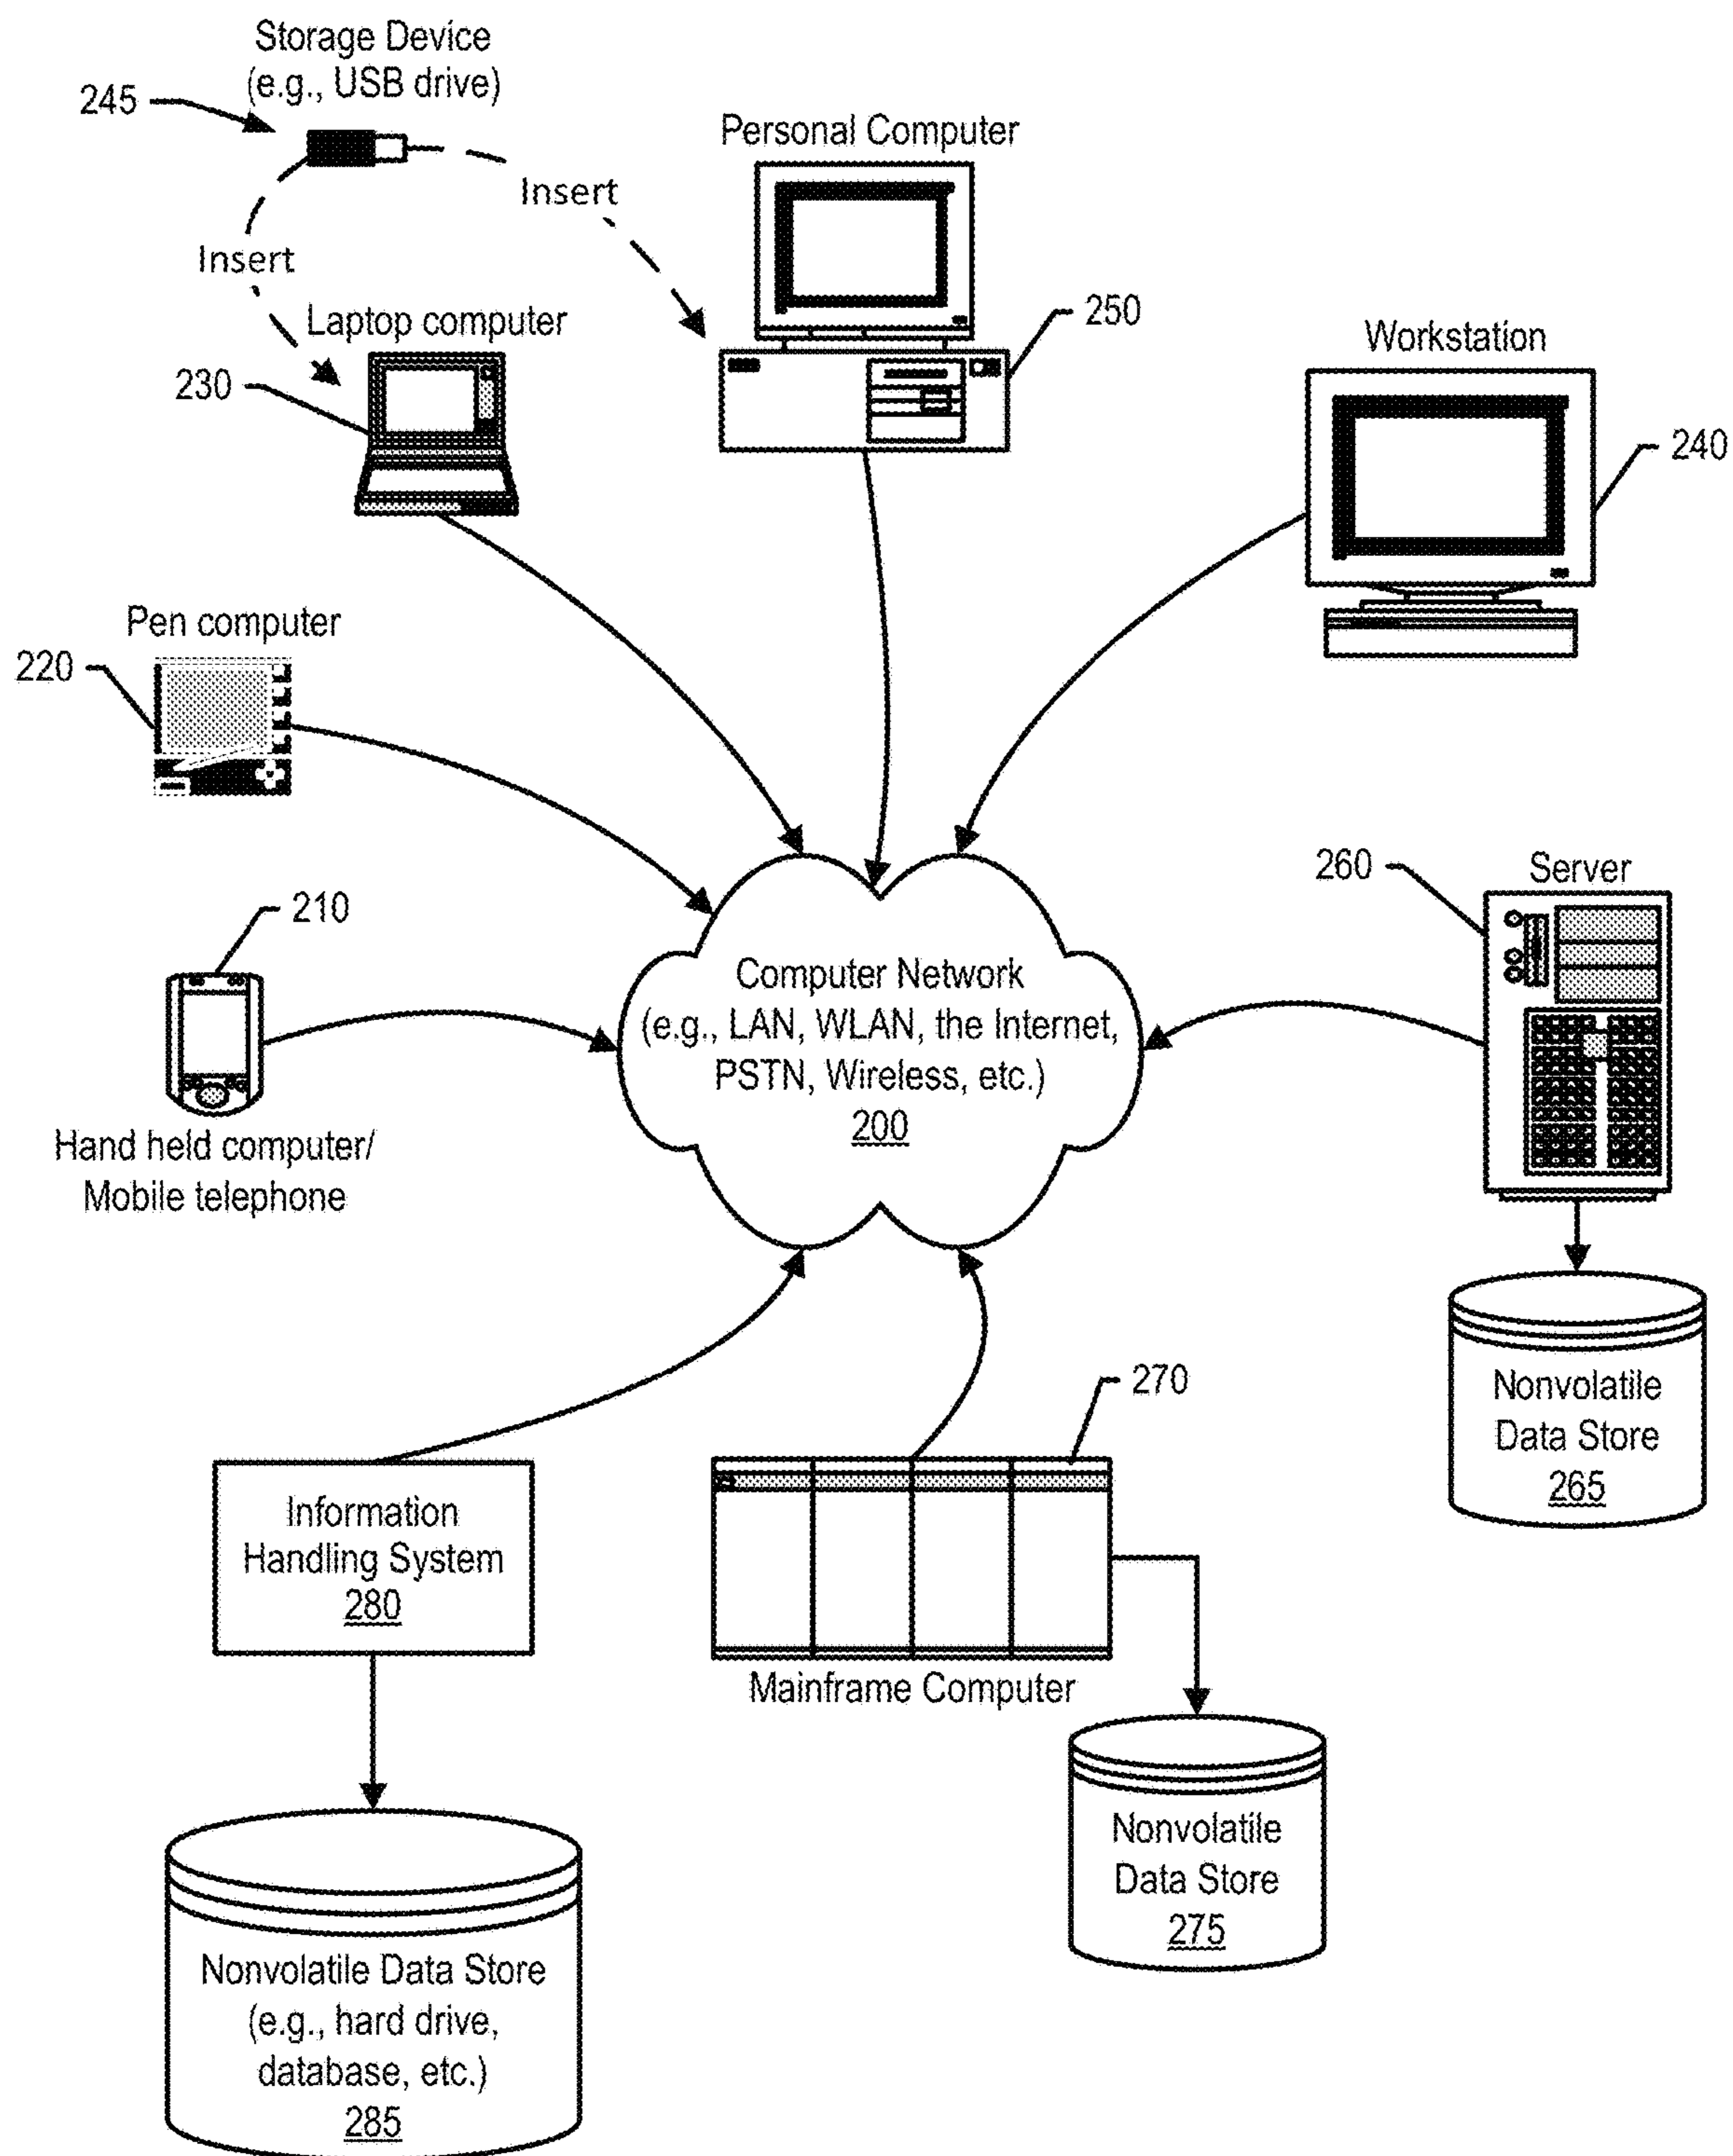 Storage Device
(e.g., USB drive)
245
Insert
Insert
Personal Computer
250
Laptop computer
230
Workstation
240
Pen computer
220
210
Hand held computer/
Mobile telephone
Computer Network
(e.g., LAN, WLAN, the Internet,
PSTN, Wireless, etc.)
200
260
Server
Nonvolatile
Data Store
265
270
Mainframe Computer
Nonvolatile
Data Store
275
Information
Handling System
280
Nonvolatile Data Store
(e.g., hard drive,
database, etc.)
285